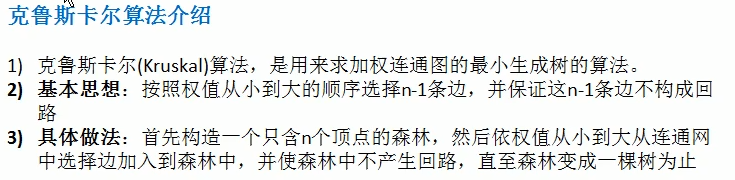 克鲁斯卡尔算法介绍
1) 克鲁斯卡尔(Kruskal)算法，是用来求加权连通图的最小生成树的算法。
2) 基本思想：按照权值从小到大的顺序选择n-1条边，并保证这n-1条边不构成回
路
3) 具体做法：首先构造一个只含n个顶点的森林，然后依权值从小到大从连通网
中选择边加入到森林中，并使森林中不产生回路，直至森林变成一棵树为止